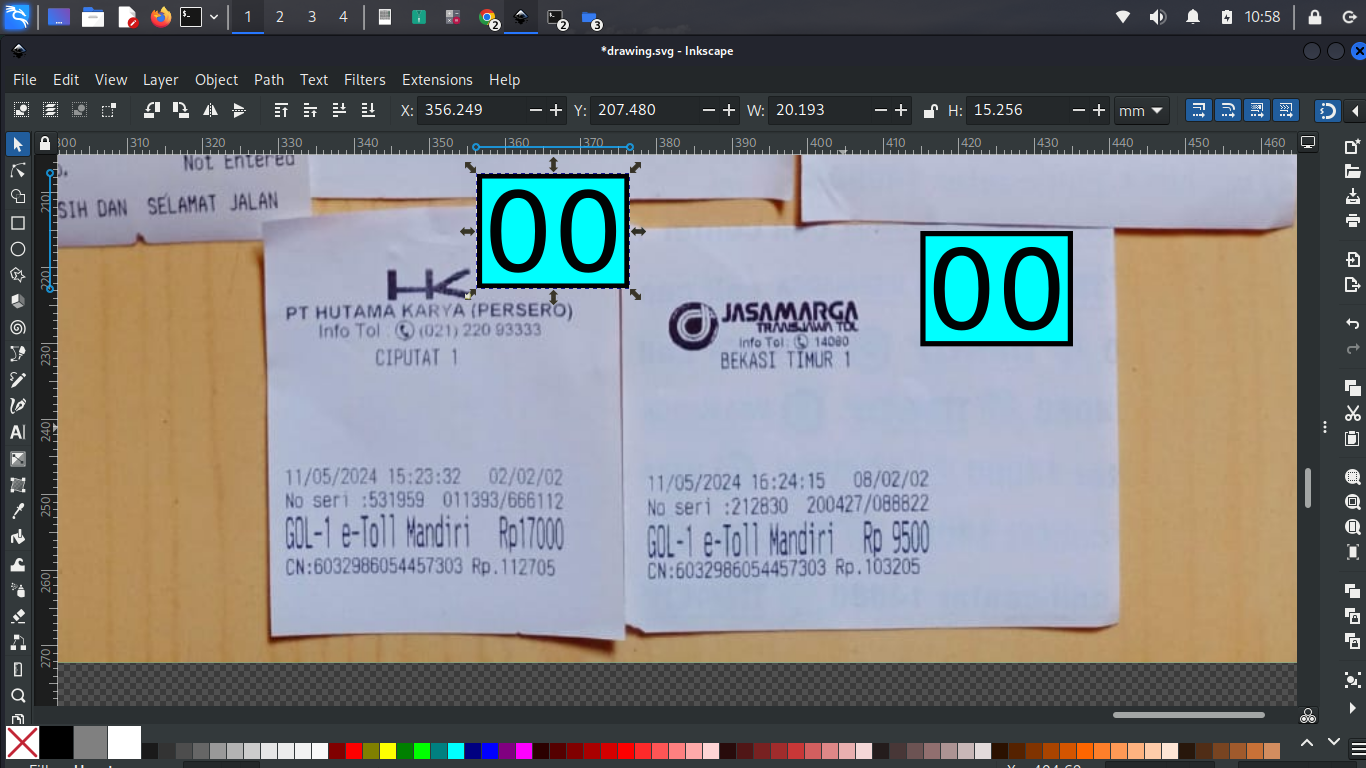 1 2 3 4 2 2 3 10:58
*drawing.svg - Inkscape
File Edit View Layer Object Path Text Filters Extensions Help
X: 356.249 − + Y: 207.480 − + W: 20.193 − + H: 15.256 − + mm
300 310 320 330 340 350 360 370 380 390 400 410 420 430 440 450 460
210
220
230
240
250
260
270
Not Entered
SIH DAN SELAMAT JALAN
00
HK
PT HUTAMA KARYA (PERSERO)
Info Tol : (021) 220 93333
CIPUTAT 1
11/05/2024 15:23:32 02/02/02
No seri :531959 011393/666112
GOL-1 e-Toll Mandiri Rp17000
CN:6032986054457303 Rp.112705
00
JASAMARGA
TRANSJAWA TOL
Info Tol : 14080
BEKASI TIMUR 1
11/05/2024 16:24:15 08/02/02
No seri :212830 200427/088822
GOL-1 e-Toll Mandiri Rp 9500
CN:6032986054457303 Rp.103205